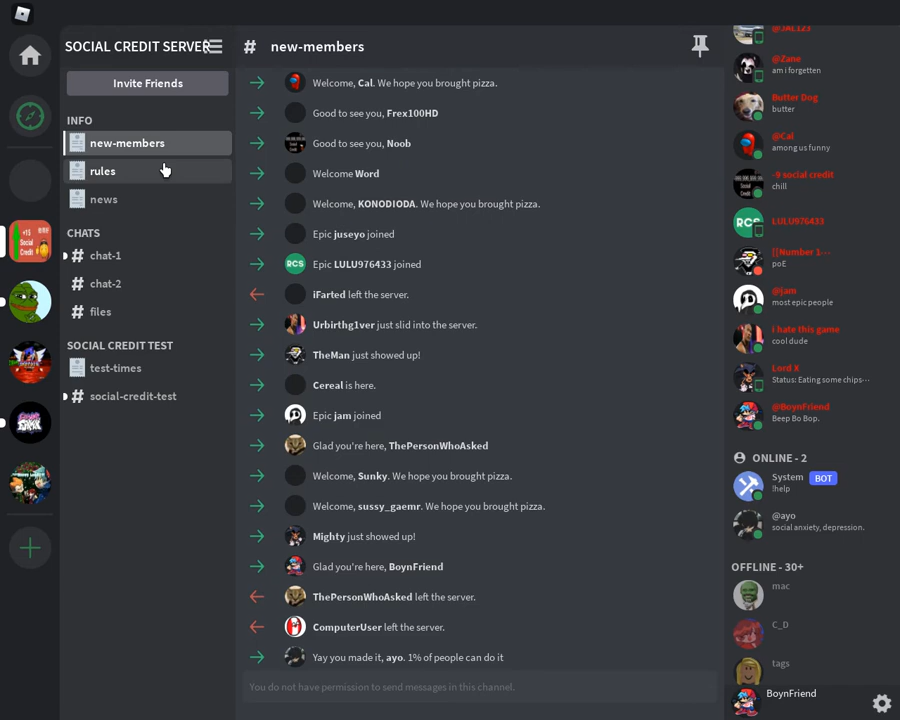 SOCIAL CREDIT SERVER
Invite Friends
INFO
new-members
rules
news
CHATS
chat-1
chat-2
files
SOCIAL CREDIT TEST
test-times
social-credit-test
+15
Social
Credit
# new-members
Welcome, Cal. We hope you brought pizza.
Good to see you, Frex100HD
Good to see you, Noob
Welcome Word
Welcome, KONODIODA. We hope you brought pizza.
Epic juseyo joined
RCS
Epic LULU976433 joined
iFarted left the server.
Urbirthg1ver just slid into the server.
TheMan just showed up!
Cereal is here.
Epic jam joined
Glad you're here, ThePersonWhoAsked
Welcome, Sunky. We hope you brought pizza.
Welcome, sussy_gaemr. We hope you brought pizza.
Mighty just showed up!
Glad you're here, BoynFriend
ThePersonWhoAsked left the server.
ComputerUser left the server.
Yay you made it, ayo. 1% of people can do it
You do not have permission to send messages in this channel.
@JAL123
@Zane
am i forgetten
Butter Dog
butter
@Cal
among us funny
-9 social credit
chill
RCS
LULU976433
[[Number 1---
poE
@jam
most epic people
i hate this game
cool dude
Lord X
Status: Eating some chips---
@BoynFriend
Beep Bo Bop.
ONLINE - 2
System BOT
!help
@ayo
social anxiety, depression.
OFFLINE - 30+
mac
C_D
tags
BoynFriend